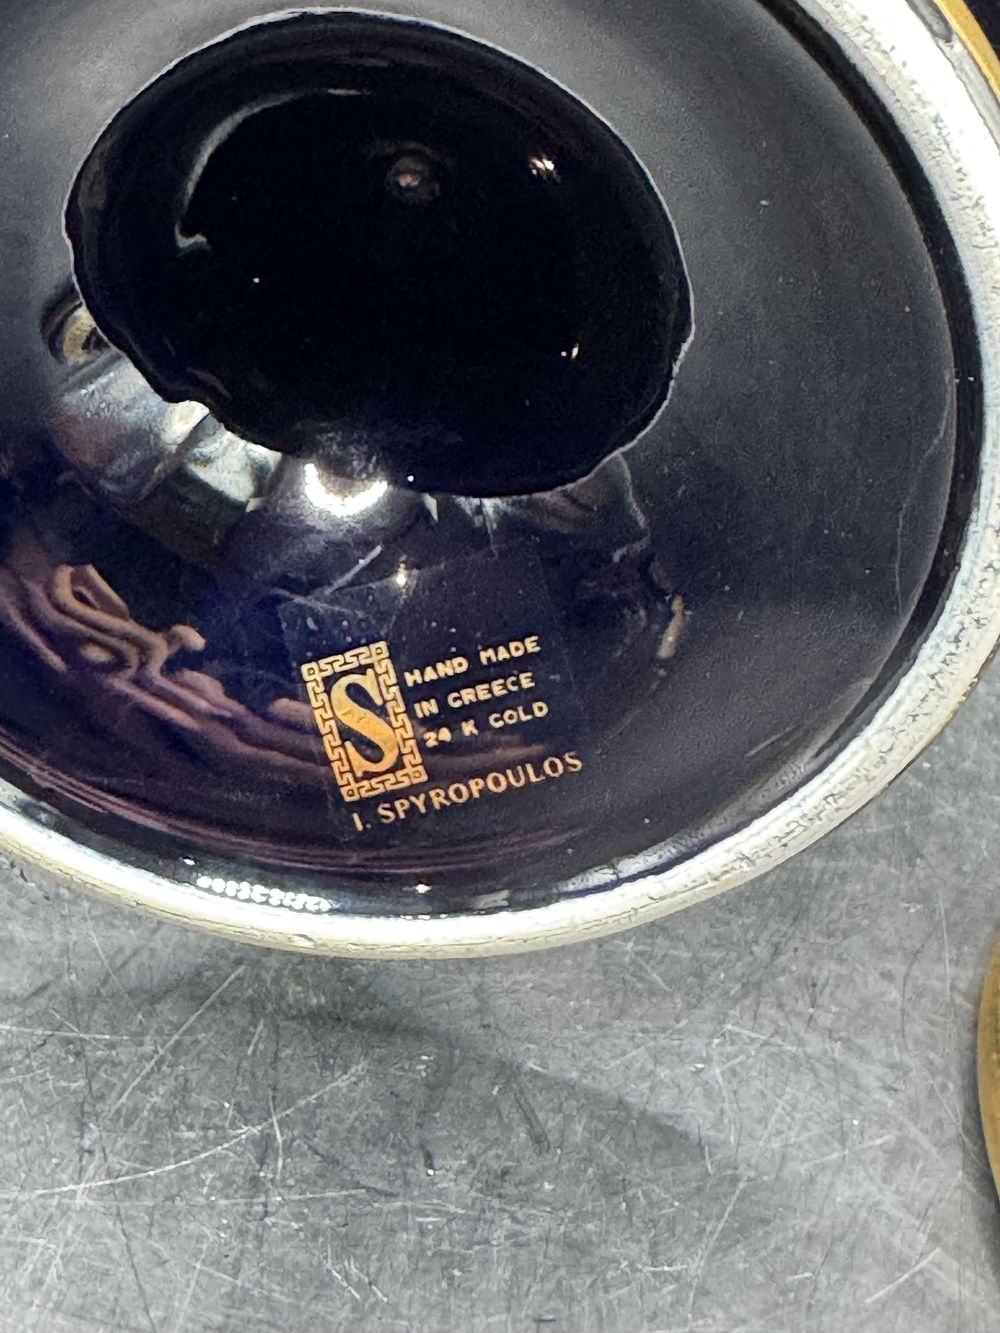 S
HAND MADE
IN GREECE
24 K GOLD
I. SPYROPOULOS